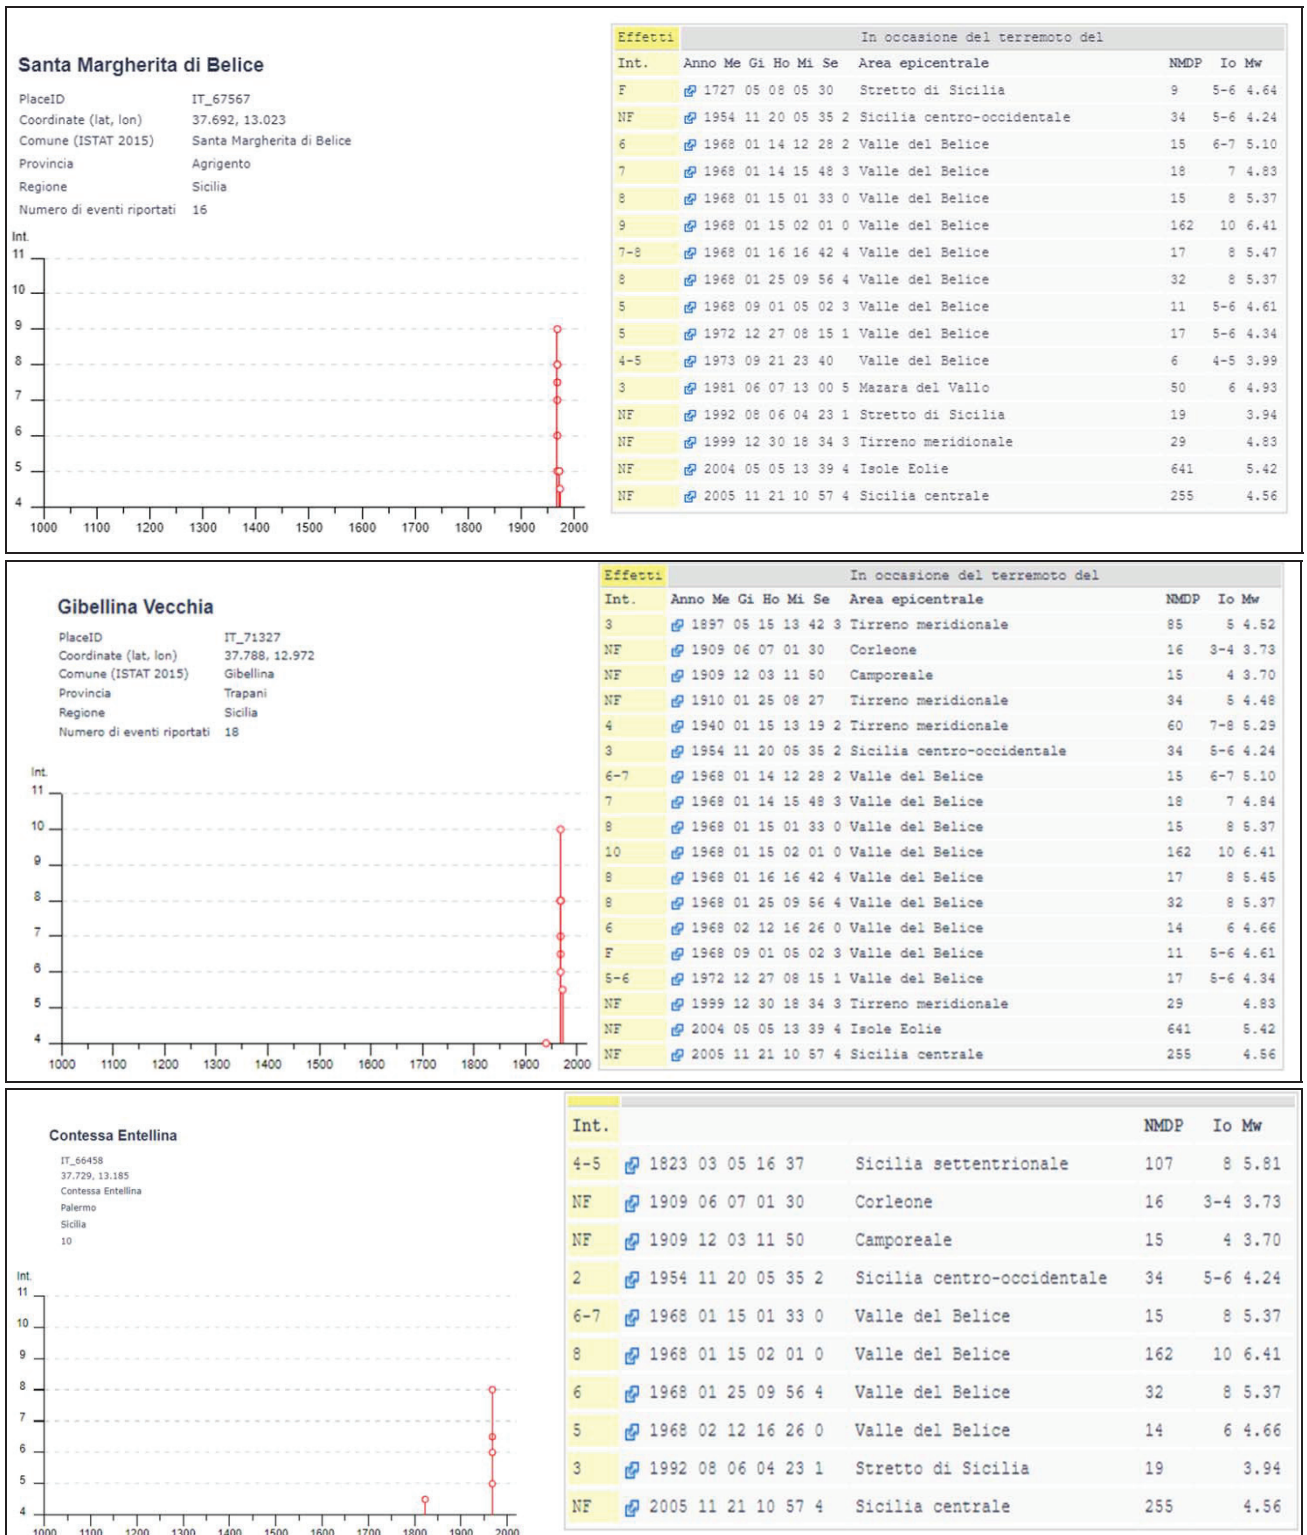 Santa Margherita di Belice
PlaceID IT_67567
Coordinate (lat, lon) 37.692, 13.023
Comune (ISTAT 2015) Santa Margherita di Belice
Provincia Agrigento
Regione Sicilia
Numero di eventi riportati 16
Int.
11
10
9
8
7
6
5
4
1000 1100 1200 1300 1400 1500 1600 1700 1800 1900 2000
Effetti In occasione del terremoto del
Int. Anno Me Gi Ho Mi Se Area epicentrale NMDP Io Mw
F 1727 05 08 05 30 Stretto di Sicilia 9 5-6 4.64
NF 1954 11 20 05 35 2 Sicilia centro-occidentale 34 5-6 4.24
6 1968 01 14 12 28 2 Valle del Belice 15 6-7 5.10
7 1968 01 14 15 48 3 Valle del Belice 18 7 4.83
8 1968 01 15 01 33 0 Valle del Belice 15 8 5.37
9 1968 01 15 02 01 0 Valle del Belice 162 10 6.41
7-8 1968 01 16 16 42 4 Valle del Belice 17 8 5.47
8 1968 01 25 09 56 4 Valle del Belice 32 8 5.37
5 1968 09 01 05 02 3 Valle del Belice 11 5-6 4.61
5 1972 12 27 08 15 1 Valle del Belice 17 5-6 4.34
4-5 1973 09 21 23 40 Valle del Belice 6 4-5 3.99
3 1981 06 07 13 00 5 Mazara del Vallo 50 6 4.93
NF 1992 08 06 04 23 1 Stretto di Sicilia 19 3.94
NF 1999 12 30 18 34 3 Tirreno meridionale 29 4.83
NF 2004 05 05 13 39 4 Isole Eolie 641 5.42
NF 2005 11 21 10 57 4 Sicilia centrale 255 4.56
Gibellina Vecchia
PlaceID IT_71327
Coordinate (lat, lon) 37.788, 12.972
Comune (ISTAT 2015) Gibellina
Provincia Trapani
Regione Sicilia
Numero di eventi riportati 18
Int.
11
10
9
8
7
6
5
4
1000 1100 1200 1300 1400 1500 1600 1700 1800 1900 2000
Effetti In occasione del terremoto del
Int. Anno Me Gi Ho Mi Se Area epicentrale NMDP Io Mw
3 1897 05 15 13 42 3 Tirreno meridionale 85 5 4.52
NF 1909 06 07 01 30 Corleone 16 3-4 3.73
NF 1909 12 03 11 50 Camporeale 15 4 3.70
NF 1910 01 25 08 27 Tirreno meridionale 34 5 4.48
4 1940 01 15 13 19 2 Tirreno meridionale 60 7-8 5.29
3 1954 11 20 05 35 2 Sicilia centro-occidentale 34 5-6 4.24
6-7 1968 01 14 12 28 2 Valle del Belice 15 6-7 5.10
7 1968 01 14 15 48 3 Valle del Belice 18 7 4.84
8 1968 01 15 01 33 0 Valle del Belice 15 8 5.37
10 1968 01 15 02 01 0 Valle del Belice 162 10 6.41
8 1968 01 16 16 42 4 Valle del Belice 17 8 5.45
8 1968 01 25 09 56 4 Valle del Belice 32 8 5.37
6 1968 02 12 16 26 0 Valle del Belice 14 6 4.66
F 1968 09 01 05 02 3 Valle del Belice 11 5-6 4.61
5-6 1972 12 27 08 15 1 Valle del Belice 17 5-6 4.34
NF 1999 12 30 18 34 3 Tirreno meridionale 29 4.83
NF 2004 05 05 13 39 4 Isole Eolie 641 5.42
NF 2005 11 21 10 57 4 Sicilia centrale 255 4.56
Contessa Entellina
IT_66458
37.729, 13.185
Contessa Entellina
Palermo
Sicilia
10
Int.
11
10
9
8
7
6
5
4
1000 1100 1200 1300 1400 1500 1600 1700 1800 1900 2000
Int. NMDP Io Mw
4-5 1823 03 05 16 37 Sicilia settentrionale 107 8 5.81
NF 1909 06 07 01 30 Corleone 16 3-4 3.73
NF 1909 12 03 11 50 Camporeale 15 4 3.70
2 1954 11 20 05 35 2 Sicilia centro-occidentale 34 5-6 4.24
6-7 1968 01 15 01 33 0 Valle del Belice 15 8 5.37
8 1968 01 15 02 01 0 Valle del Belice 162 10 6.41
6 1968 01 25 09 56 4 Valle del Belice 32 8 5.37
5 1968 02 12 16 26 0 Valle del Belice 14 6 4.66
3 1992 08 06 04 23 1 Stretto di Sicilia 19 3.94
NF 2005 11 21 10 57 4 Sicilia centrale 255 4.56